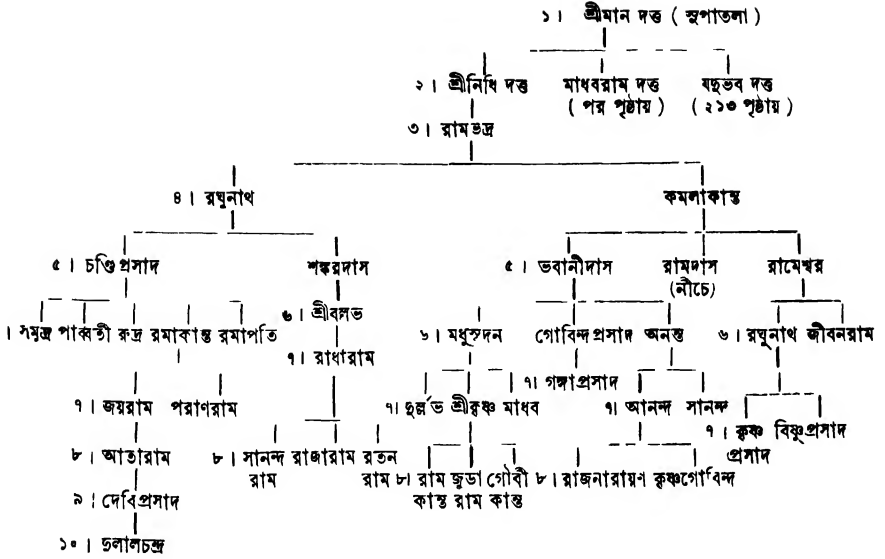 ১। শ্রীমান দত্ত ( সুপাতলা )
২। শ্রীনিধি দত্ত মাধবরাম দত্ত যদুভব দত্ত
( পর পৃষ্ঠায় ) ( ২১৩ পৃষ্ঠায় )
৩। রামভদ্র
৪। রঘুনাথ কমলাকান্ত
৫। চণ্ডিপ্রসাদ শঙ্করদাস ৫। ভবানীদাস রামদাস রামেশ্বর
(নীচে)
৬। শ্রীবল্লভ
। সমুদ্র পার্ব্বতী রুদ্র রমাকান্ত রমাপতি ৬। মধুসূদন গোবিন্দপ্রসাদ অনন্ত ৬। রঘুনাথ জীবনরাম
৭। রাধারাম
৭। গঙ্গাপ্রসাদ
৭। জয়রাম পরাণরাম ৭। দুর্ল্লভ শ্রীকৃষ্ণ মাধব ৭। আনন্দ সানন্দ
৭। কৃষ্ণ বিষ্ণুপ্রসাদ
প্রসাদ
৮। আতারাম ৮। সানন্দ রাজারাম রতন ৮। রাম জুড়া গৌরী ৮। রাজনারায়ণ কৃষ্ণগোবিন্দ
রাম রাম কান্ত রাম কান্ত
৯। দেবিপ্রসাদ
১০। দুলালচন্দ্র